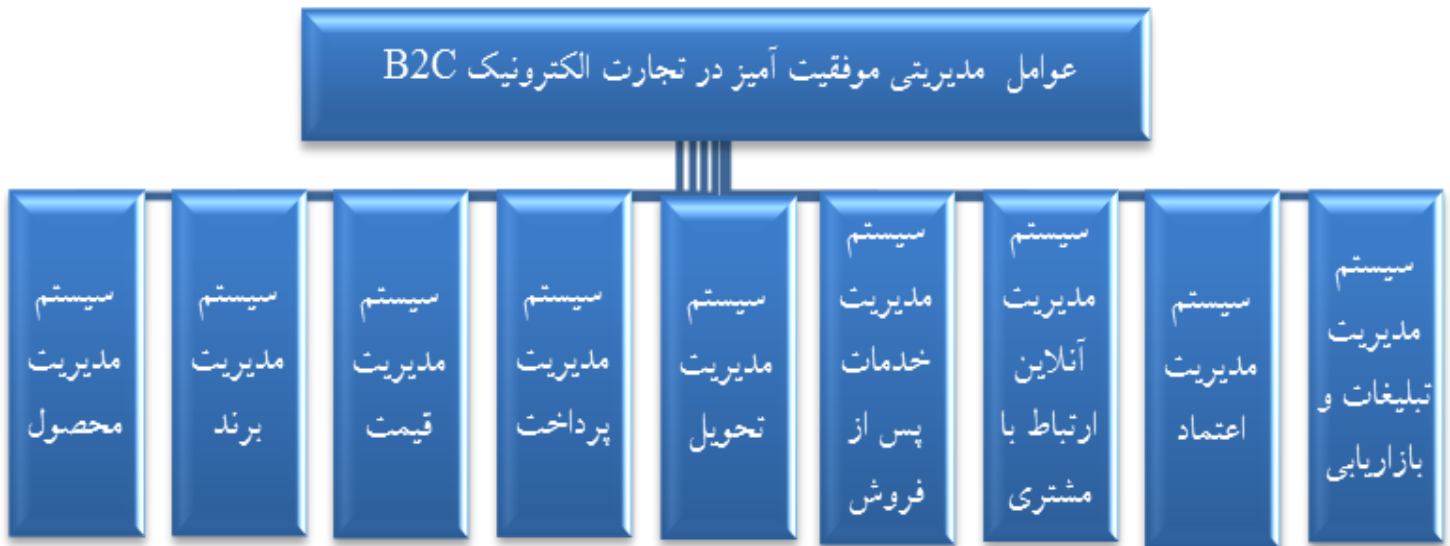 عوامل  مدیریتی موفقیت آمیز در تجارت الکترونیک B2C
سیستم
مدیریت
تبلیغات و
بازاریابی
سیستم
مدیریت
اعتماد
سیستم
مدیریت
آنلاین
ارتباط با
مشتری
سیستم
مدیریت
خدمات
پس از
فروش
سیستم
مدیریت
تحویل
سیستم
مدیریت
پرداخت
سیستم
مدیریت
قیمت
سیستم
مدیریت
برند
سیستم
مدیریت
محصول